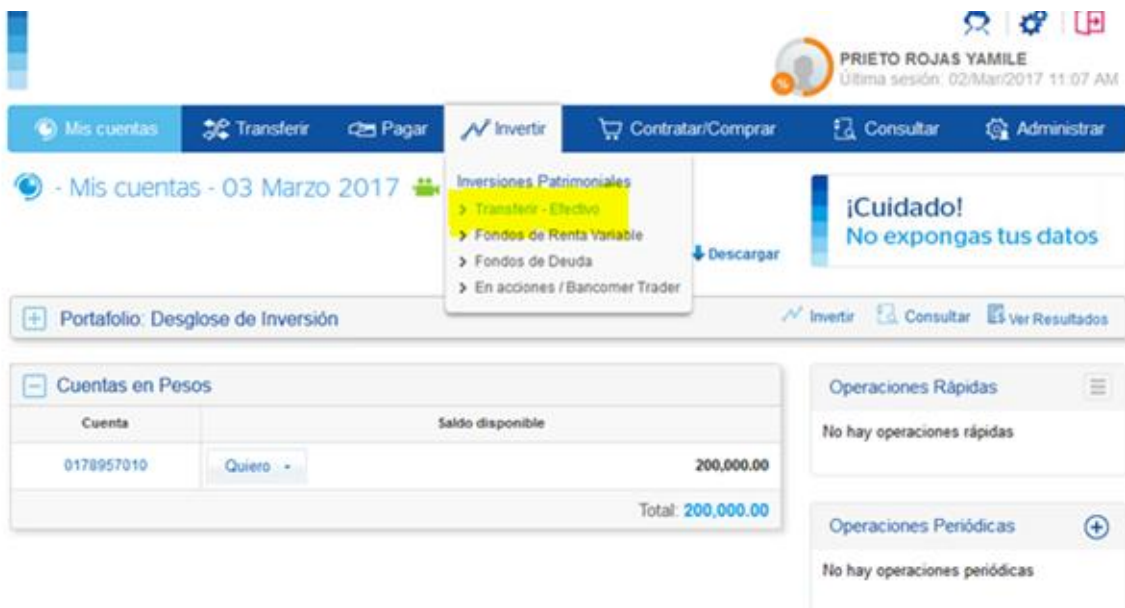 PRIETO ROJAS YAMILE
Última sesión: 02/Mar/2017 11:07 AM
Mis cuentas
Transferir
Pagar
Invertir
Contratar/Comprar
Consultar
Administrar
- Mis cuentas - 03 Marzo 2017
Inversiones Patrimoniales
Transferir - Efectivo
Fondos de Renta Variable
Fondos de Deuda
En acciones / Bancomer Trader
Descargar
¡Cuidado!
No expongas tus datos
Portafolio: Desglose de Inversión
Invertir
Consultar
Ver Resultados
Cuentas en Pesos
Cuenta
Saldo disponible
0178957010
Quiero
200,000.00
Total: 200,000.00
Operaciones Rápidas
No hay operaciones rápidas
Operaciones Periódicas
No hay operaciones periódicas